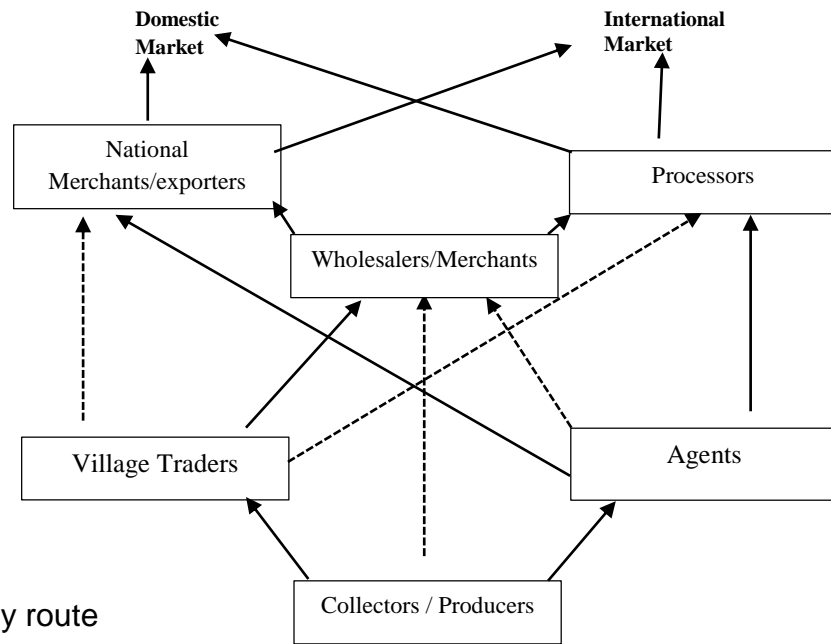 Domestic
Market
International
Market
National
Merchants/exporters
Processors
Wholesalers/Merchants
Village Traders
Agents
Collectors / Producers
y route